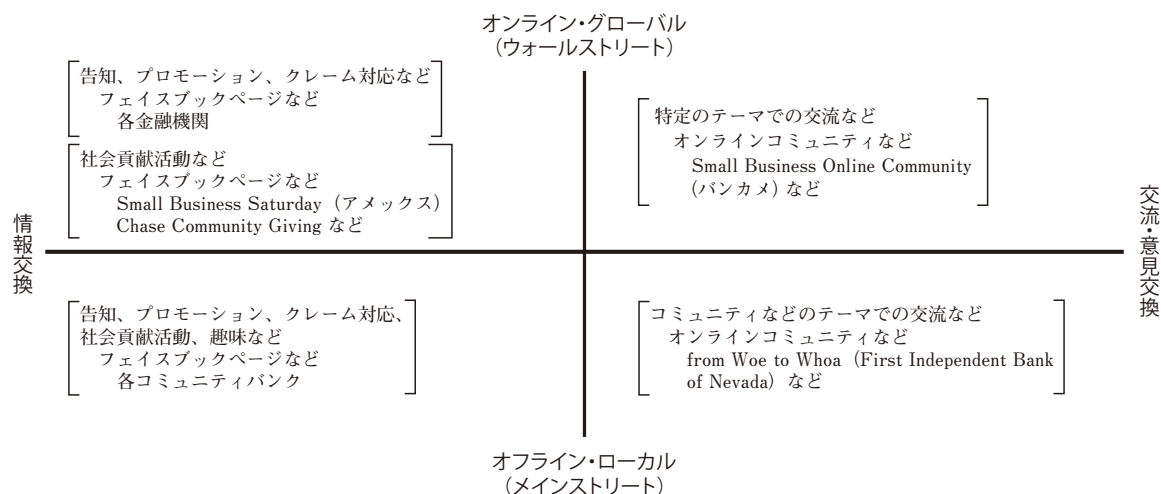 オンライン・グローバル
(ウォールストリート)
告知、プロモーション、クレーム対応など
フェイスブックページなど
各金融機関
社会貢献活動など
フェイスブックページなど
Small Business Saturday(アメックス)
Chase Community Giving など
特定のテーマでの交流など
オンラインコミュニティなど
Small Business Online Community
(バンカメ)など
情報交換
交流・意見交換
告知、プロモーション、クレーム対応、
社会貢献活動、趣味など
フェイスブックページなど
各コミュニティバンク
コミュニティなどのテーマでの交流など
オンラインコミュニティなど
from Woe to Whoa(First Independent Bank
of Nevada)など
オフライン・ローカル
(メインストリート)